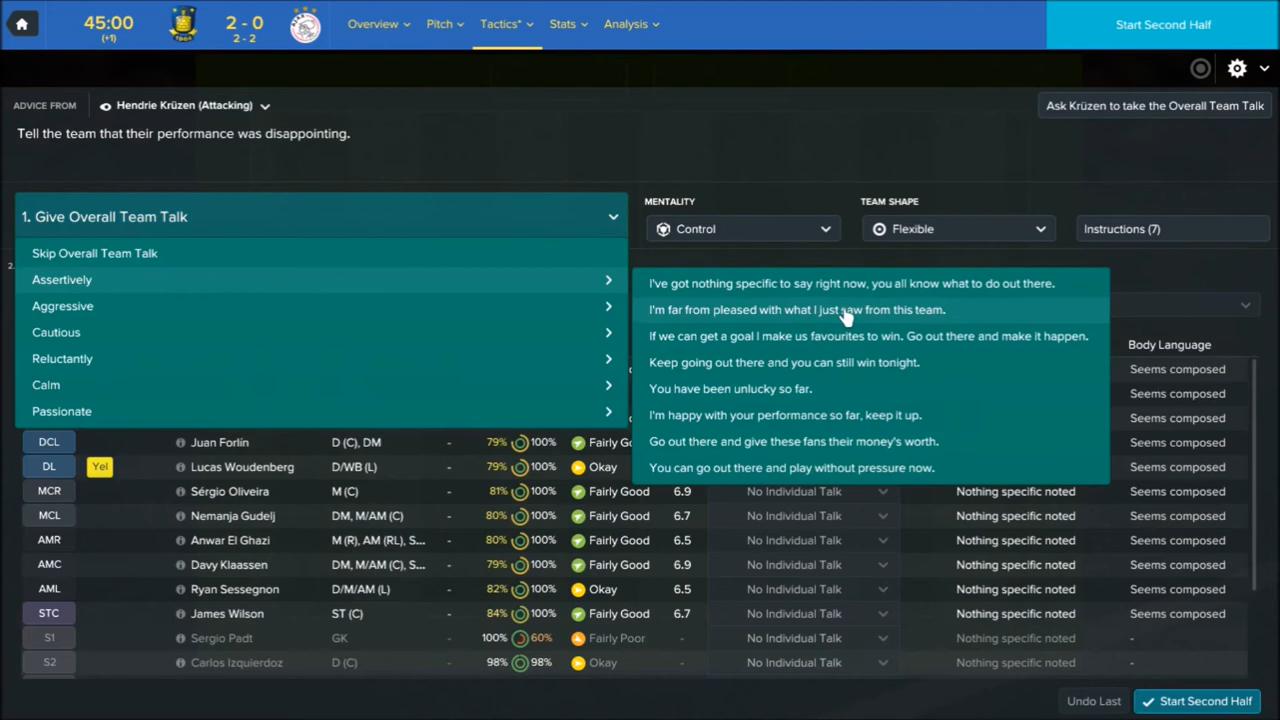 45:00
(+1)
2 - 0
2 - 2
Overview
Pitch
Tactics*
Stats
Analysis
Start Second Half
ADVICE FROM
Hendrie Krüzen (Attacking)
Ask Krüzen to take the Overall Team Talk
Tell the team that their performance was disappointing.
1. Give Overall Team Talk
MENTALITY
Control
TEAM SHAPE
Flexible
Instructions (7)
Skip Overall Team Talk
Assertively
Aggressive
Cautious
Reluctantly
Calm
Passionate
2.
I've got nothing specific to say right now, you all know what to do out there.
I'm far from pleased with what I just saw from this team.
If we can get a goal I make us favourites to win. Go out there and make it happen.
Keep going out there and you can still win tonight.
You have been unlucky so far.
I'm happy with your performance so far, keep it up.
Go out there and give these fans their money's worth.
You can go out there and play without pressure now.
Body Language
Seems composed
Seems composed
Seems composed
DCL Juan Forlín D (C), DM - 79% 100% Fairly Go Seems composed
DL Yel Lucas Woudenberg D/WB (L) - 79% 100% Okay Seems composed
MCR Sérgio Oliveira M (C) - 81% 100% Fairly Good 6.9 No Individual Talk Nothing specific noted Seems composed
MCL Nemanja Gudelj DM, M/AM (C) - 80% 100% Fairly Good 6.7 No Individual Talk Nothing specific noted Seems composed
AMR Anwar El Ghazi M (R), AM (RL), S... - 80% 100% Fairly Good 6.5 No Individual Talk Nothing specific noted Seems composed
AMC Davy Klaassen DM, M/AM (C), S... - 79% 100% Fairly Good 6.9 No Individual Talk Nothing specific noted Seems composed
AML Ryan Sessegnon D/M/AM (L) - 82% 100% Okay 6.5 No Individual Talk Nothing specific noted Seems composed
STC James Wilson ST (C) - 84% 100% Fairly Good 6.7 No Individual Talk Nothing specific noted Seems composed
S1 Sergio Padt GK - 100% 60% Fairly Poor - No Individual Talk Nothing specific noted -
S2 Carlos Izquierdoz D (C) - 98% 98% Okay - No Individual Talk Nothing specific noted -
Undo Last
Start Second Half